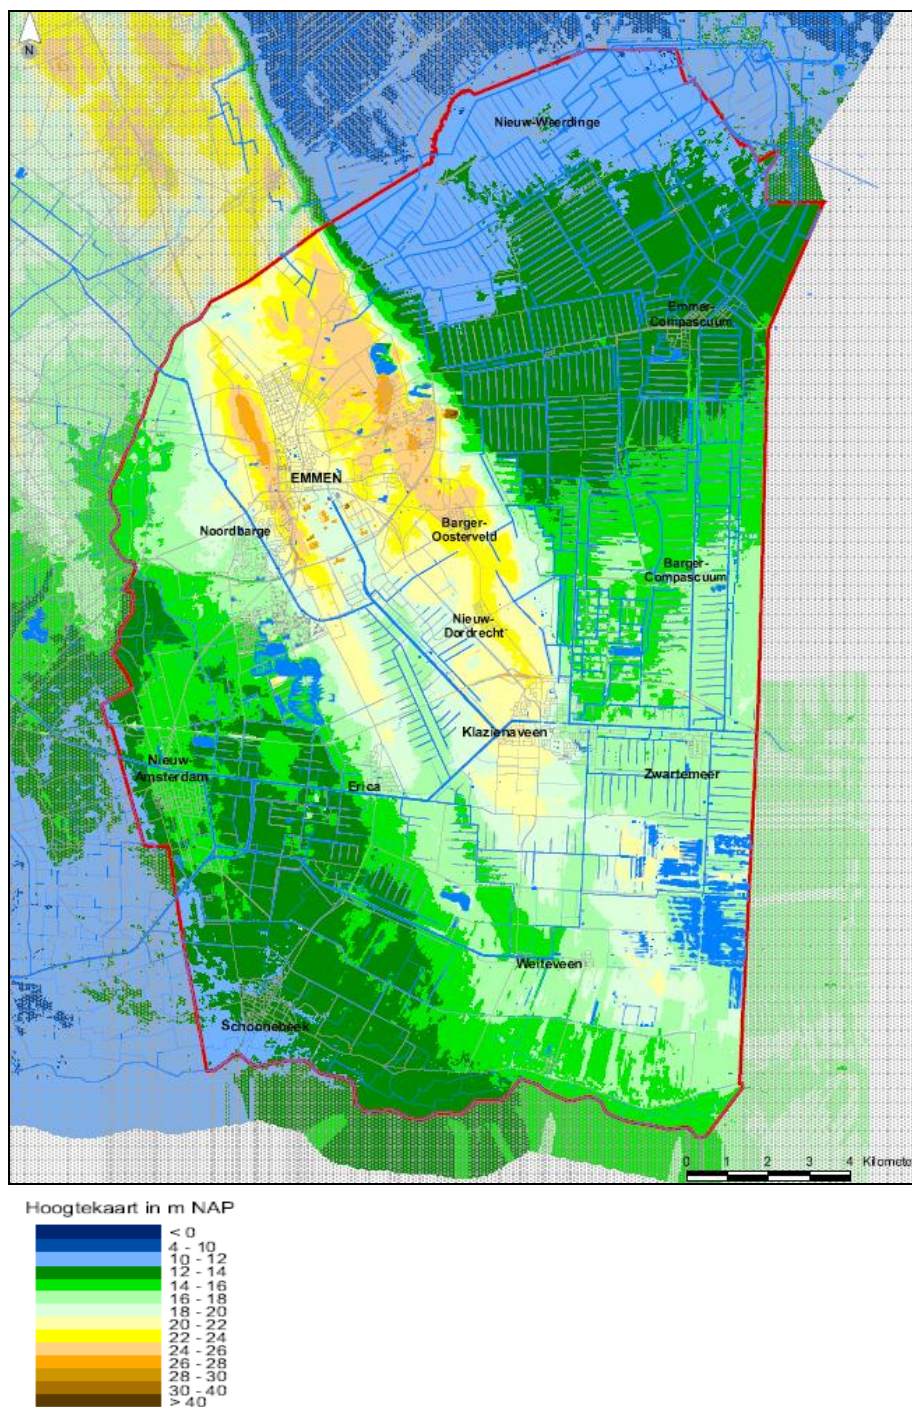 N
Nieuw-Weerdinge
Emmer-
Compascuum
EMMEN
Noordbarge
Barger-
Oosterveld
Barger-
Compascuum
Nieuw-
Dordrecht
Klazienaveen
Nieuw-
Amsterdam
Erica
Zwartemeer
Weiteveen
Schoonebeek
0 1 2 3 4 Kilomete
Hoogtekaart in m NAP
< 0
4 - 10
10 - 12
12 - 14
14 - 16
16 - 18
18 - 20
20 - 22
22 - 24
24 - 26
26 - 28
28 - 30
30 - 40
> 40